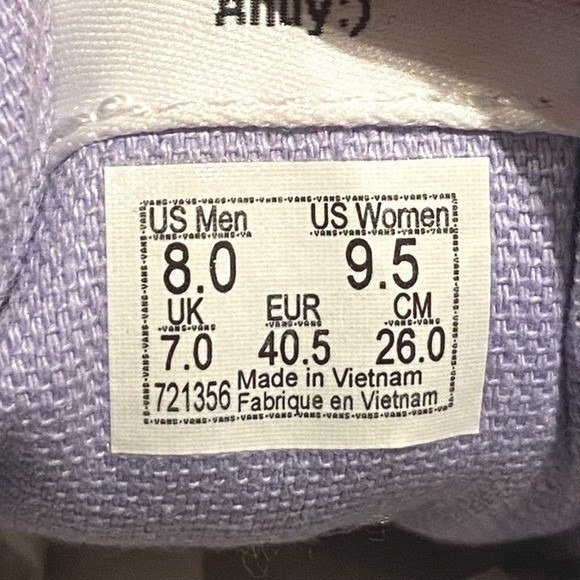 Andy:)
US Men US Women
8.0 9.5
UK EUR CM
7.0 40.5 26.0
721356 Made in Vietnam
Fabrique en Vietnam